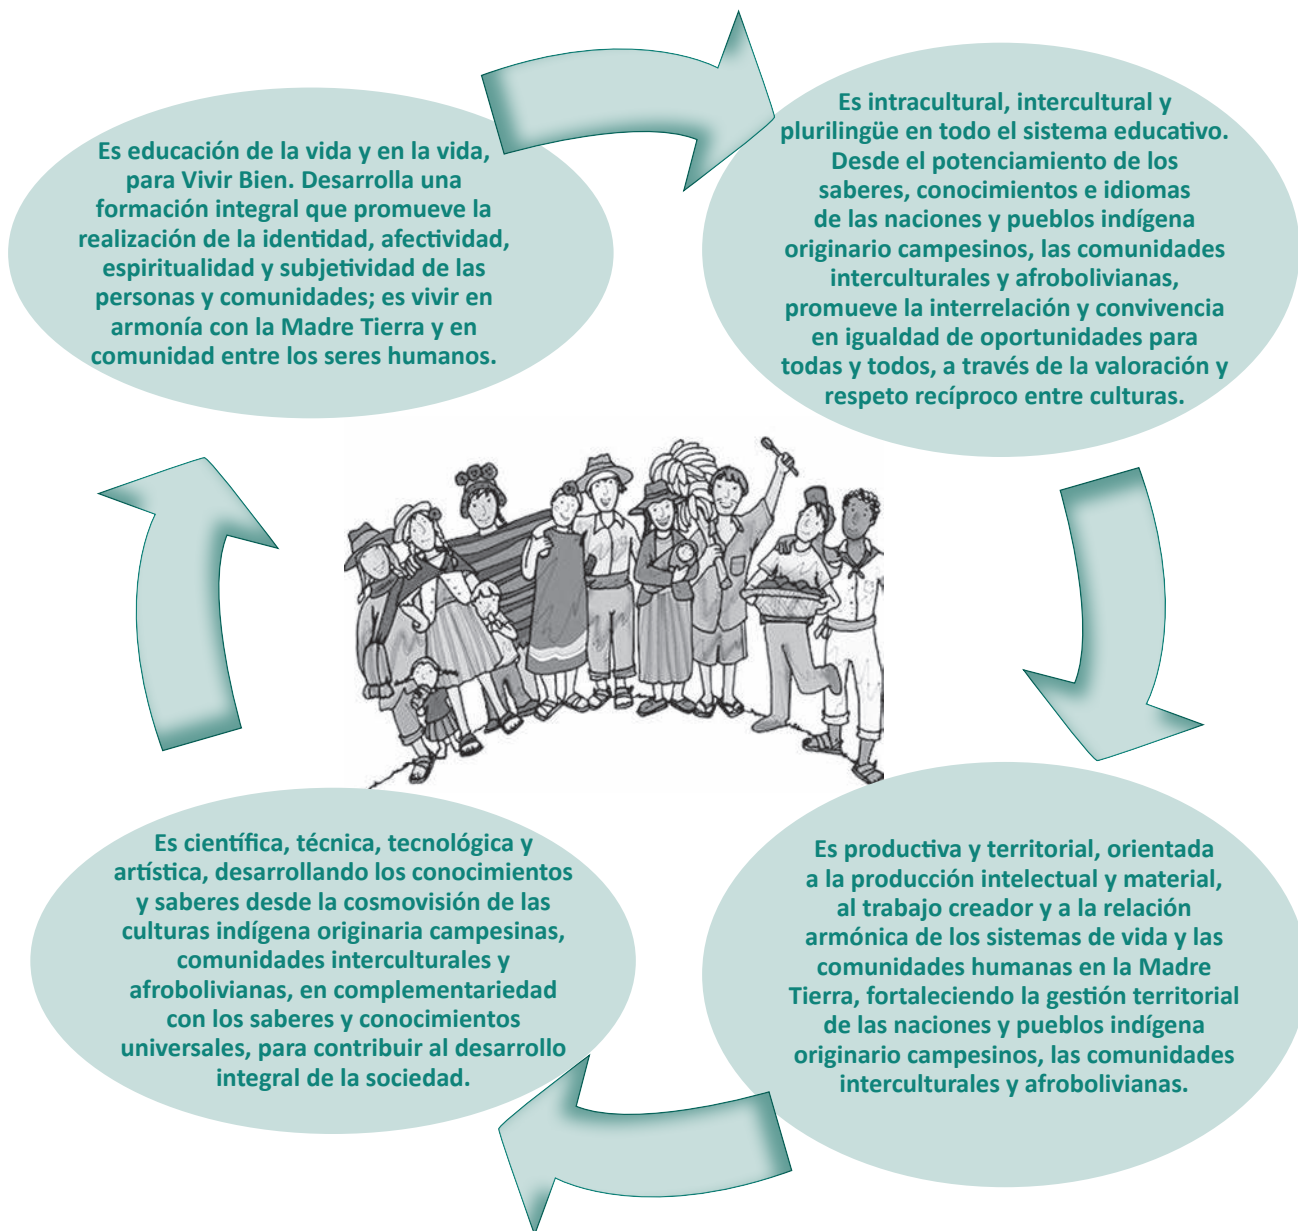 Es educación de la vida y en la vida,
para Vivir Bien. Desarrolla una
formación integral que promueve la
realización de la identidad, afectividad,
espiritualidad y subjetividad de las
personas y comunidades; es vivir en
armonía con la Madre Tierra y en
comunidad entre los seres humanos.
Es intracultural, intercultural y
plurilingüe en todo el sistema educativo.
Desde el potenciamiento de los
saberes, conocimientos e idiomas
de las naciones y pueblos indígena
originario campesinos, las comunidades
interculturales y afrobolivianas,
promueve la interrelación y convivencia
en igualdad de oportunidades para
todas y todos, a través de la valoración y
respeto recíproco entre culturas.
Es productiva y territorial, orientada
a la producción intelectual y material,
al trabajo creador y a la relación
armónica de los sistemas de vida y las
comunidades humanas en la Madre
Tierra, fortaleciendo la gestión territorial
de las naciones y pueblos indígena
originario campesinos, las comunidades
interculturales y afrobolivianas.
Es científica, técnica, tecnológica y
artística, desarrollando los conocimientos
y saberes desde la cosmovisión de las
culturas indígena originaria campesinas,
comunidades interculturales y
afrobolivianas, en complementariedad
con los saberes y conocimientos
universales, para contribuir al desarrollo
integral de la sociedad.